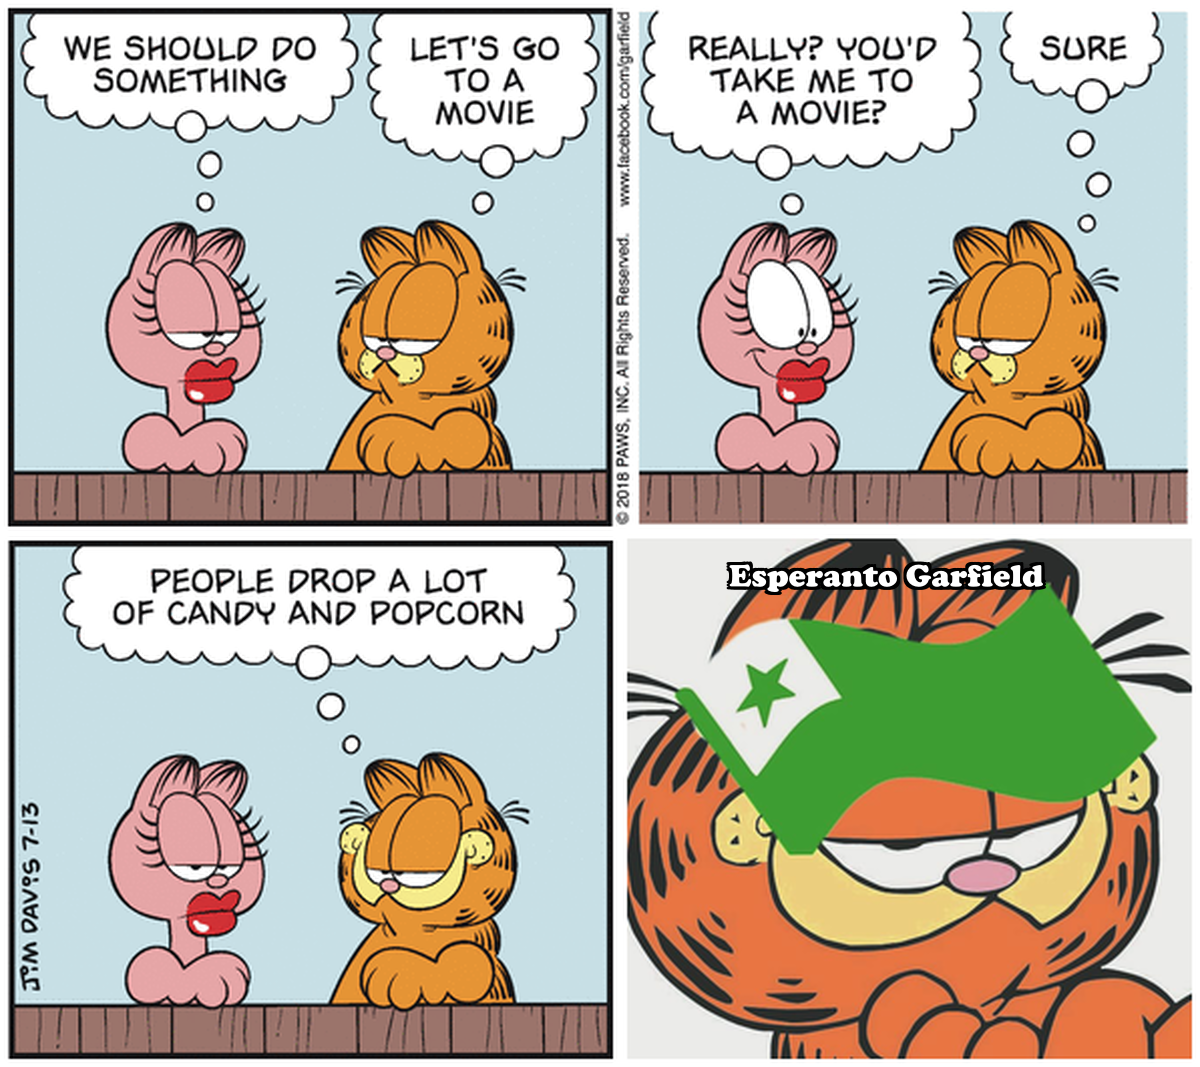 WE SHOULD DO
SOMETHING
LET'S GO
TO A
MOVIE
© 2018 PAWS, INC. All Rights Reserved. www.facebook.com/garfield
REALLY? YOU'D
TAKE ME TO
A MOVIE?
SURE
PEOPLE DROP A LOT
OF CANDY AND POPCORN
JIM DAVIS 7-13
Esperanto Garfield